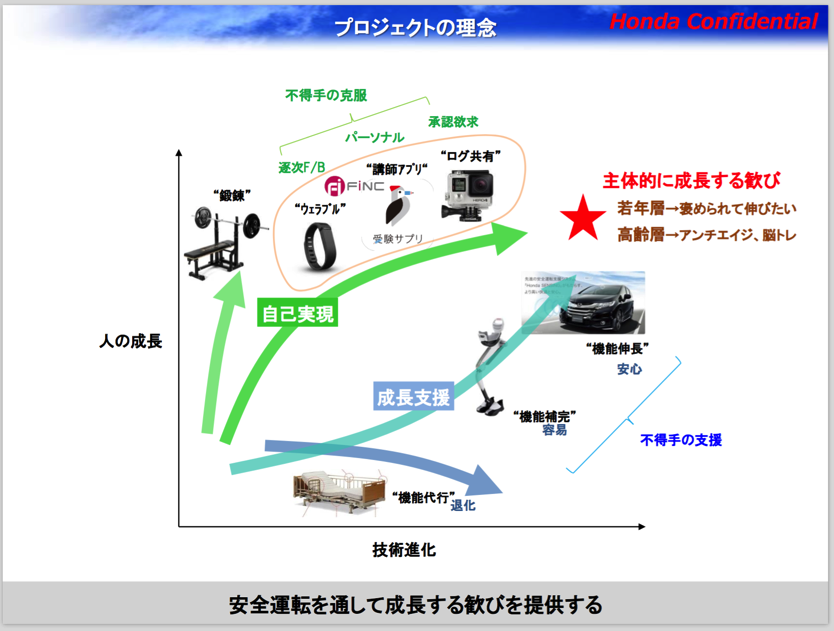 プロジェクトの理念
Honda Confidential
不得手の克服
承認欲求
パーソナル
逐次F/B
“ログ共有”
“講師アプリ“
FiNC
“鍛錬”
“ウェラブル”
受験サプリ
HERO4
主体的に成長する歓び
若年層→褒められて伸びたい
高齢層→アンチエイジ、脳トレ
自己実現
人の成長
“機能伸長”
安心
成長支援
“機能補完”
容易
不得手の支援
“機能代行”
退化
技術進化
安全運転を通して成長する歓びを提供する